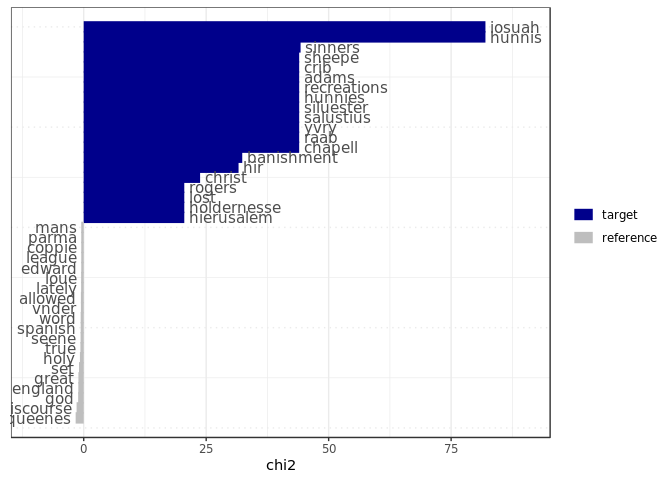 josuah
hunnis
sinners
sheepe
crib
adams
recreations
hunnies
siluester
salustius
yvry
raab
chapell
banishment
hir
christ
rogers
lost
holdernesse
hierusalem
mans
parma
coppie
league
edward
loue
lately
allowed
vnder
word
spanish
seene
true
holy
set
great
england
god
iscourse
queenes
target
reference
0 25 50 75
chi2